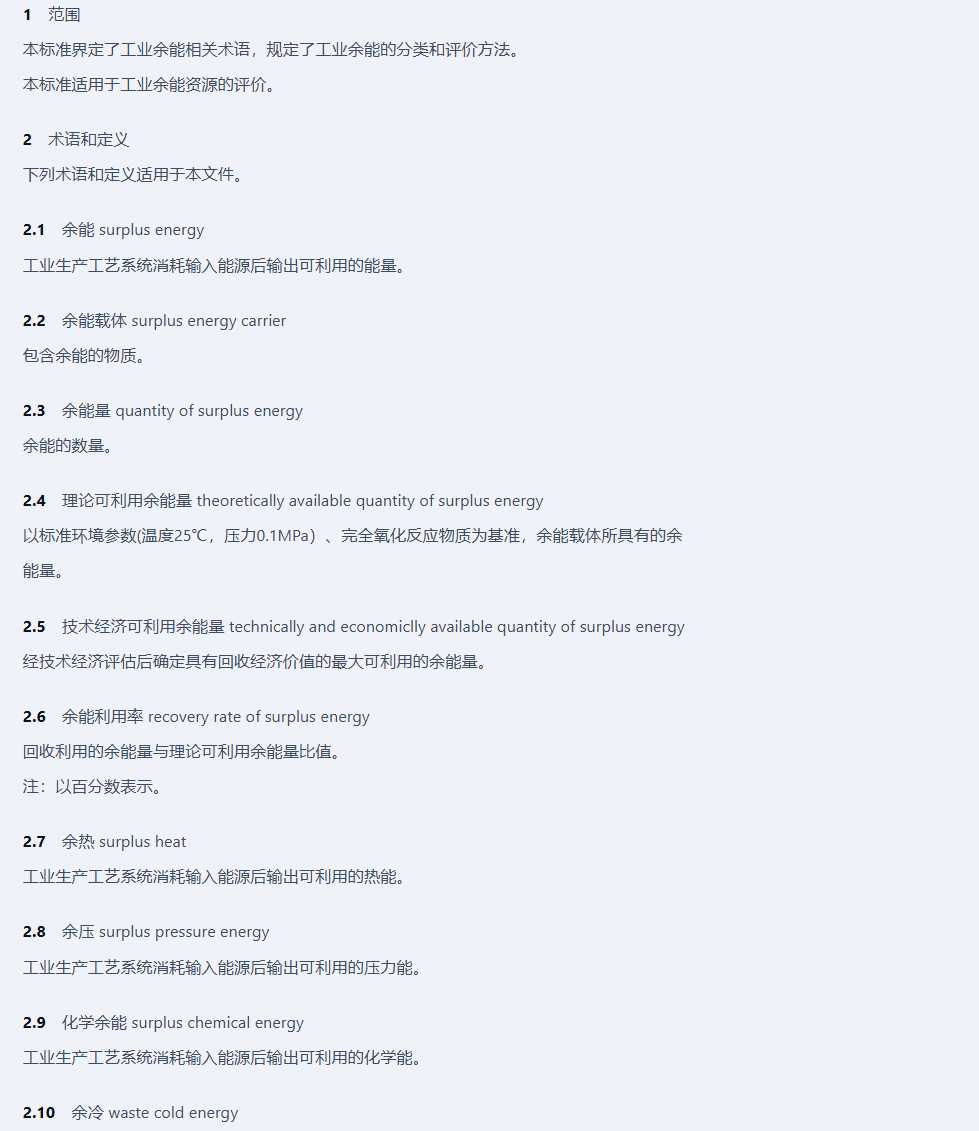 1 范围
本标准界定了工业余能相关术语，规定了工业余能的分类和评价方法。
本标准适用于工业余能资源的评价。
2 术语和定义
下列术语和定义适用于本文件。
2.1 余能 surplus energy
工业生产工艺系统消耗输入能源后输出可利用的能量。
2.2 余能载体 surplus energy carrier
包含余能的物质。
2.3 余能量 quantity of surplus energy
余能的数量。
2.4 理论可利用余能量 theoretically available quantity of surplus energy
以标准环境参数(温度25℃，压力0.1MPa）、完全氧化反应物质为基准，余能载体所具有的余
能量。
2.5 技术经济可利用余能量 technically and economiclly available quantity of surplus energy
经技术经济评估后确定具有回收经济价值的最大可利用的余能量。
2.6 余能利用率 recovery rate of surplus energy
回收利用的余能量与理论可利用余能量比值。
注：以百分数表示。
2.7 余热 surplus heat
工业生产工艺系统消耗输入能源后输出可利用的热能。
2.8 余压 surplus pressure energy
工业生产工艺系统消耗输入能源后输出可利用的压力能。
2.9 化学余能 surplus chemical energy
工业生产工艺系统消耗输入能源后输出可利用的化学能。
2.10 余冷 waste cold energy